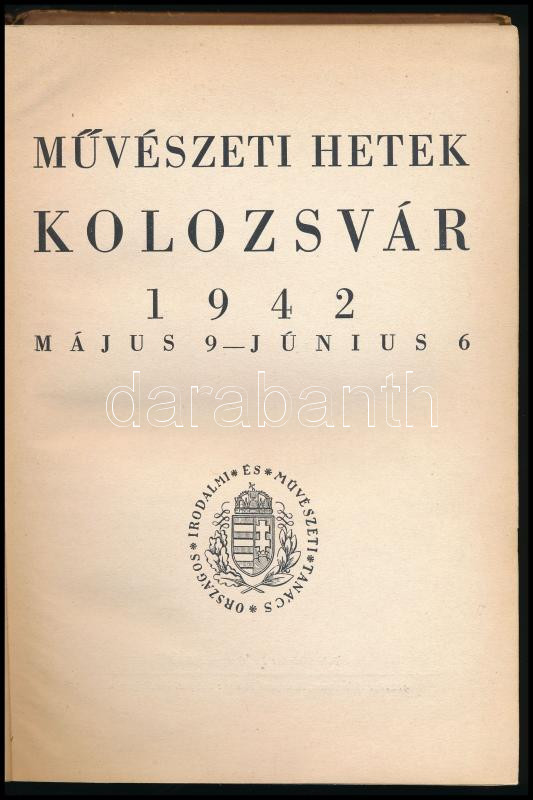 MŰVÉSZETI HETEK
KOLOZSVÁR
1942
MÁJUS 9—JÚNIUS 6
darabanth
ORSZÁGOS * IRODALMI * ÉS * MŰVÉSZETI * TANÁCS *